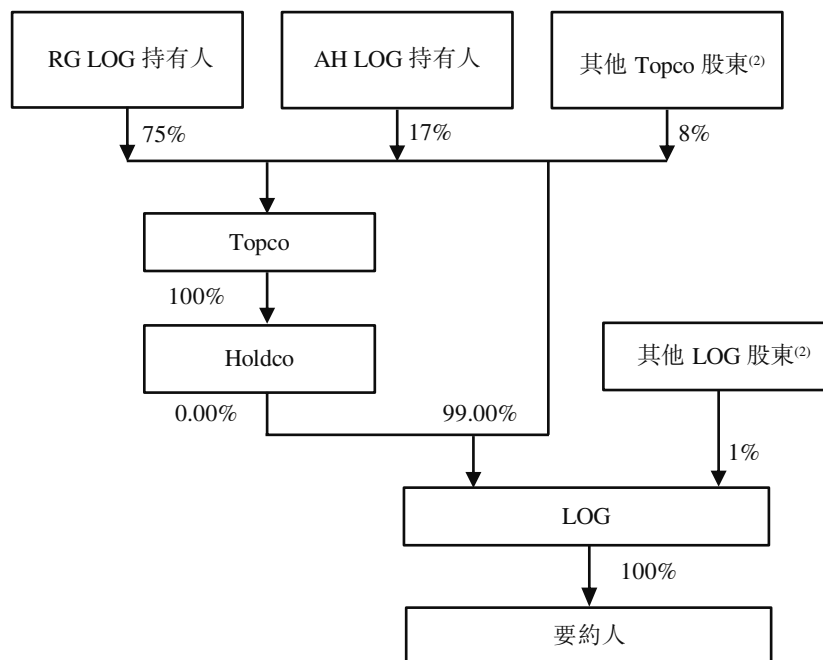 RG LOG 持有人
AH LOG 持有人
其他 Topco 股東(2)
75%
17%
8%
Topco
100%
Holdco
其他 LOG 股東(2)
0.00%
99.00%
1%
LOG
100%
要約人